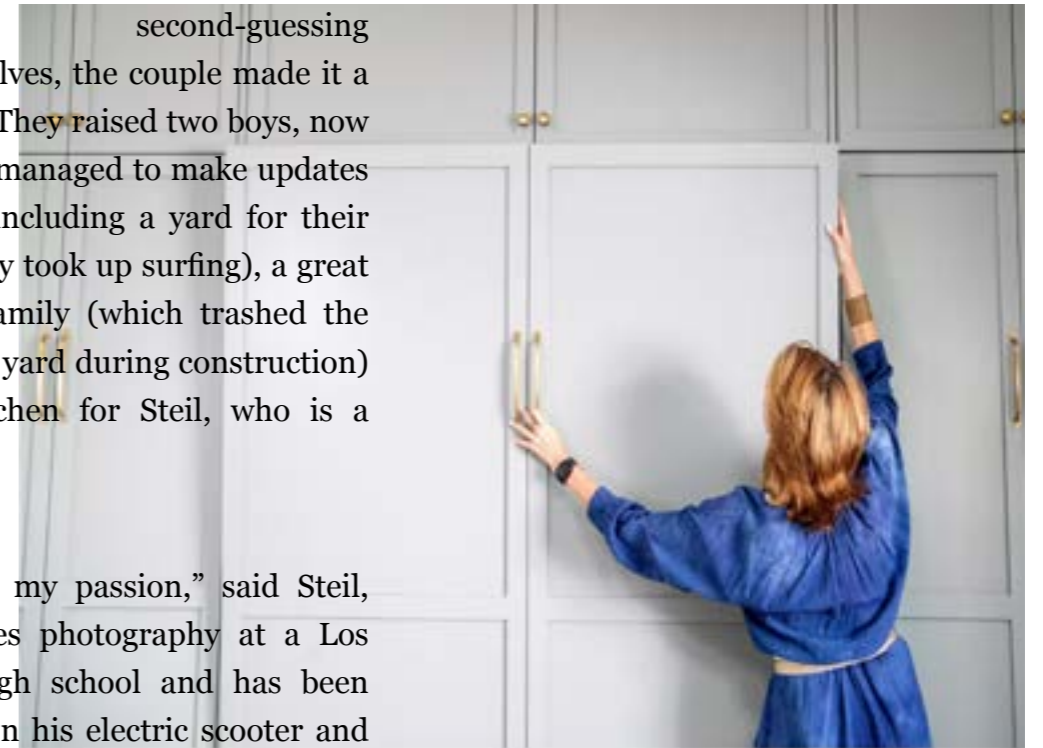 second-guessing
lves, the couple made it a
They raised two boys, now
managed to make updates
including a yard for their
y took up surfing), a great
amily (which trashed the
yard during construction)
chen for Steil, who is a
my passion,” said Steil,
es photography at a Los
gh school and has been
n his electric scooter and